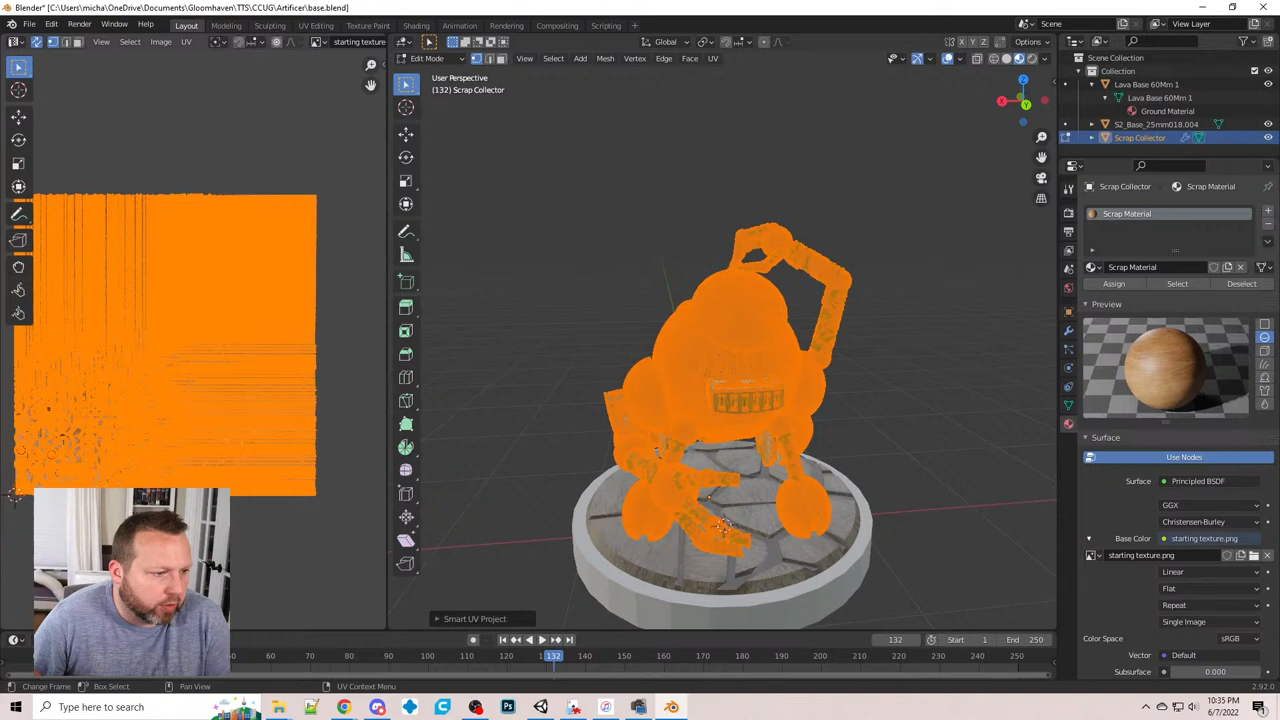 Blender* [C:\Users\micha\OneDrive\Documents\Gloomhaven\TTS\CCUG\Artificer\base.blend]
File Edit Render Window Help Layout Modeling Sculpting UV Editing Texture Paint Shading Animation Rendering Compositing Scripting + Scene View Layer
View Select Image UV starting texture Global X Y Z Options
Edit Mode View Select Add Mesh Vertex Edge Face UV
User Perspective
(132) Scrap Collector
Scene Collection
Collection
Lava Base 60Mm 1
Lava Base 60Mm 1
Ground Material
S2_Base_25mm018.004
Scrap Collector
Scrap Collector Scrap Material
Scrap Material
Scrap Material
Assign Select Deselect
Preview
Surface
Use Nodes
Surface Principled BSDF
GGX
Christensen-Burley
Base Color starting texture.png
starting texture.png
Linear
Flat
Repeat
Single Image
Color Space sRGB
Vector Default
Subsurface 0.000
Smart UV Project
132 Start 1 End 250
50 60 70 80 90 100 110 120 132 140 150 160 170 180 190 200 210 220 230 240 250
Change Frame Box Select Pan View UV Context Menu 2.92.0
Type here to search
10:35 PM
6/7/2022